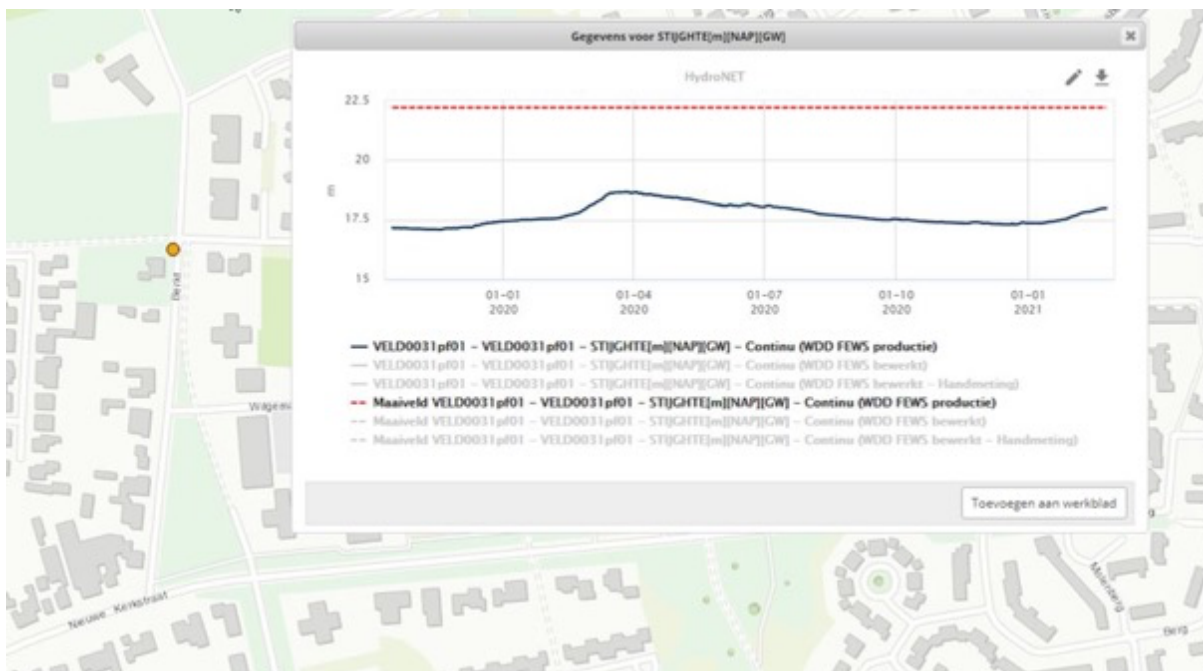 Gegevens voor STIJGHTE[m][NAP][GW]
HydroNET
22.5
20
17.5
15
m
01-01
2020
01-04
2020
01-07
2020
01-10
2020
01-01
2021
VELD0031pf01 – VELD0031pf01 – STIJGHTE[m][NAP][GW] – Continu (WDD FEWS productie)
VELD0031pf01 – VELD0031pf01 – STIJGHTE[m][NAP][GW] – Continu (WDD FEWS bewerkt)
VELD0031pf01 – VELD0031pf01 – STIJGHTE[m][NAP][GW] – Continu (WDD FEWS bewerkt – Handmeting)
Maaiveld VELD0031pf01 – VELD0031pf01 – STIJGHTE[m][NAP][GW] – Continu (WDD FEWS productie)
Maaiveld VELD0031pf01 – VELD0031pf01 – STIJGHTE[m][NAP][GW] – Continu (WDD FEWS bewerkt)
Maaiveld VELD0031pf01 – VELD0031pf01 – STIJGHTE[m][NAP][GW] – Continu (WDD FEWS bewerkt – Handmeting)
Toevoegen aan werkblad
Berkt
Nieuwe Kerkstraat
Berg